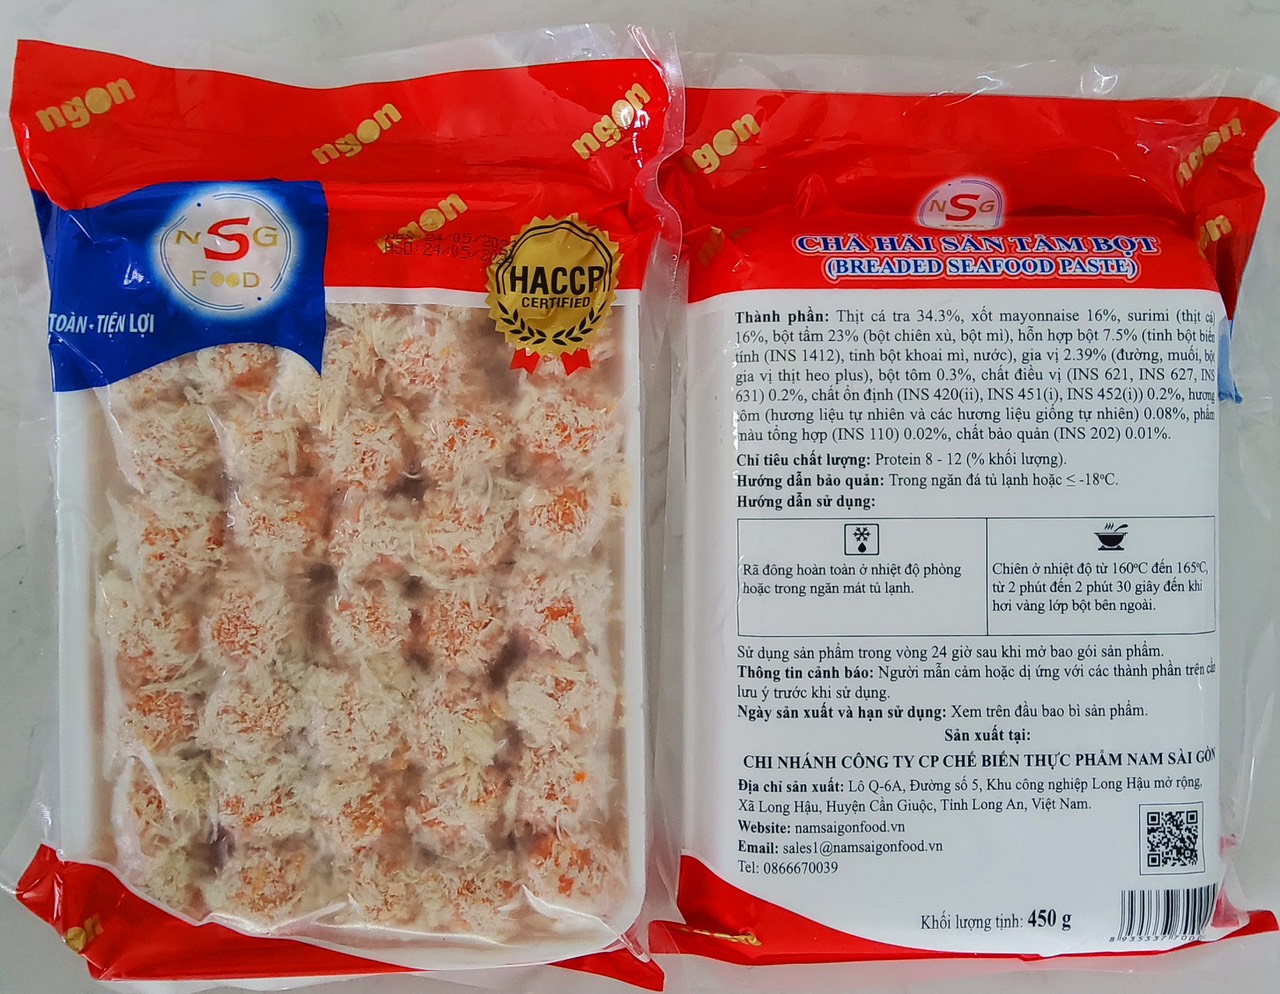 ngon
ngon
ngon
ngon
NSG
FOOD
TOÀN - TIỆN LỢI
HSD: 24/05/
HACCP
CERTIFIED
ngon
ngon
NSG
CHẢ HẢI SẢN TẨM BỘT
(BREADED SEAFOOD PASTE)
Thành phần: Thịt cá tra 34.3%, xốt mayonnaise 16%, surimi (thịt cá)
16%, bột tẩm 23% (bột chiên xù, bột mì), hỗn hợp bột 7.5% (tinh bột biến
tính (INS 1412), tinh bột khoai mì, nước), gia vị 2.39% (đường, muối, bột
gia vị thịt heo plus), bột tôm 0.3%, chất điều vị (INS 621, INS 627, INS
631) 0.2%, chất ổn định (INS 420(ii), INS 451(i), INS 452(i)) 0.2%, hương
tôm (hương liệu tự nhiên và các hương liệu giống tự nhiên) 0.08%, phẩm
màu tổng hợp (INS 110) 0.02%, chất bảo quản (INS 202) 0.01%.
Chỉ tiêu chất lượng: Protein 8 - 12 (% khối lượng).
Hướng dẫn bảo quản: Trong ngăn đá tủ lạnh hoặc ≤ -18°C.
Hướng dẫn sử dụng:
Rã đông hoàn toàn ở nhiệt độ phòng
hoặc trong ngăn mát tủ lạnh.
Chiên ở nhiệt độ từ 160°C đến 165°C,
từ 2 phút đến 2 phút 30 giây đến khi
hơi vàng lớp bột bên ngoài.
Sử dụng sản phẩm trong vòng 24 giờ sau khi mở bao gói sản phẩm.
Thông tin cảnh báo: Người mẫn cảm hoặc dị ứng với các thành phần trên cần
lưu ý trước khi sử dụng.
Ngày sản xuất và hạn sử dụng: Xem trên đầu bao bì sản phẩm.
Sản xuất tại:
CHI NHÁNH CÔNG TY CP CHẾ BIẾN THỰC PHẨM NAM SÀI GÒN
Địa chỉ sản xuất: Lô Q-6A, Đường số 5, Khu công nghiệp Long Hậu mở rộng,
Xã Long Hậu, Huyện Cần Giuộc, Tỉnh Long An, Việt Nam.
Website: namsaigonfood.vn
Email: sales1@namsaigonfood.vn
Tel: 0866670039
Khối lượng tịnh: 450 g